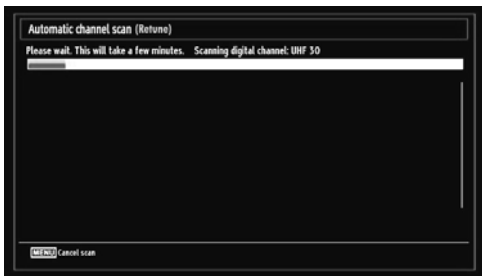 Automatic channel scan (Retune)
Please wait. This will take a few minutes. Scanning digital channel: UHF 30
MENU Cancel scan